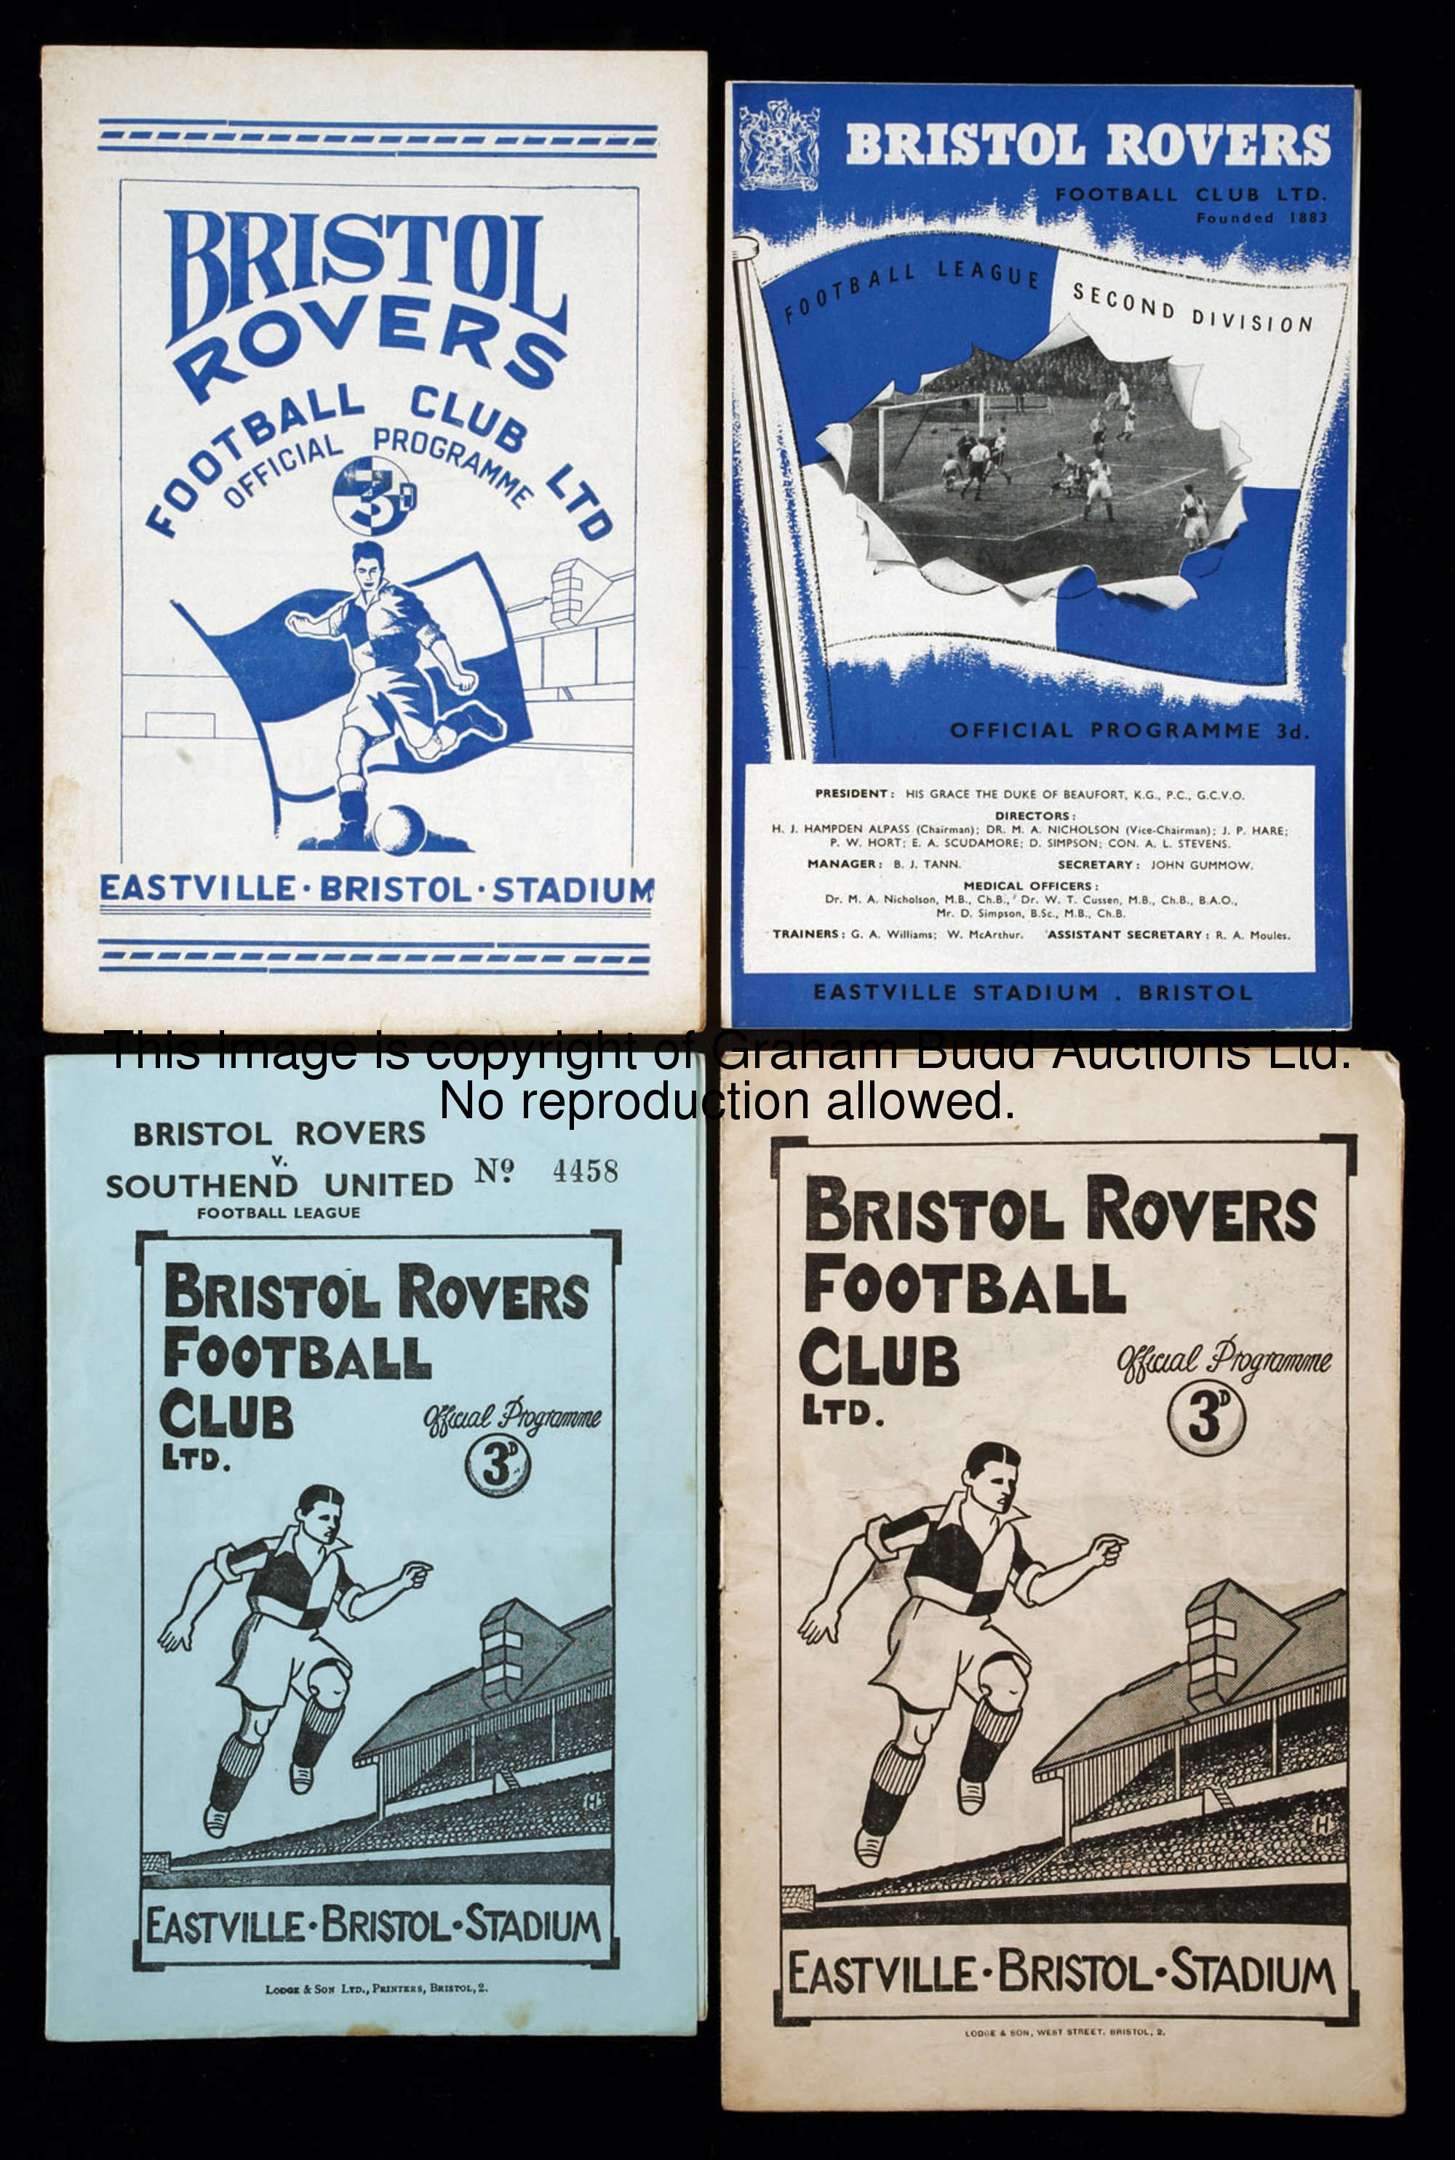 BRISTOL
ROVERS
FOOTBALL CLUB LTD
OFFICIAL PROGRAMME
3D
EASTVILLE · BRISTOL · STADIUM
BRISTOL ROVERS
FOOTBALL CLUB LTD.
Founded 1883
FOOTBALL LEAGUE SECOND DIVISION
OFFICIAL PROGRAMME 3d.
PRESIDENT: HIS GRACE THE DUKE OF BEAUFORT, K.G., P.C., G.C.V.O.
DIRECTORS:
H. J. HAMPDEN ALPASS (Chairman); DR. M. A. NICHOLSON (Vice-Chairman); J. P. HARE;
P. W. HORT; E. A. SCUDAMORE; D. SIMPSON; CON. A. L. STEVENS.
MANAGER: B. J. TANN. SECRETARY: JOHN GUMMOW.
MEDICAL OFFICERS:
Dr. M. A. Nicholson, M.B., Ch.B., Dr. W. T. Cussen, M.B., Ch.B., B.A.O.,
Mr. D. Simpson, B.Sc., M.B., Ch.B.
TRAINERS: G. A. Williams; W. McArthur. ASSISTANT SECRETARY: R. A. Moules.
EASTVILLE STADIUM . BRISTOL
This image is copyright of Graham Budd Auctions Ltd.
No reproduction allowed.
BRISTOL ROVERS
v.
SOUTHEND UNITED
FOOTBALL LEAGUE
Nº 4458
BRISTOL ROVERS
FOOTBALL
CLUB
LTD.
Official Programme
3D
H
EASTVILLE · BRISTOL · STADIUM
LODGE & SON LTD., PRINTERS, BRISTOL, 2.
BRISTOL ROVERS
FOOTBALL
CLUB
LTD.
Official Programme
3D
H
EASTVILLE · BRISTOL · STADIUM
LODGE & SON, WEST STREET, BRISTOL, 2.